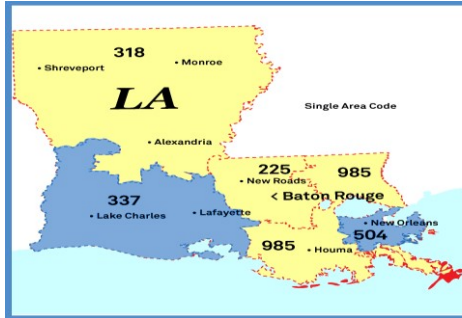 318
Shreveport
Monroe
LA
Single Area Code
Alexandria
225
985
New Roads
< Baton Rouge
337
Lake Charles
Lafayette
New Orleans
504
985
Houma